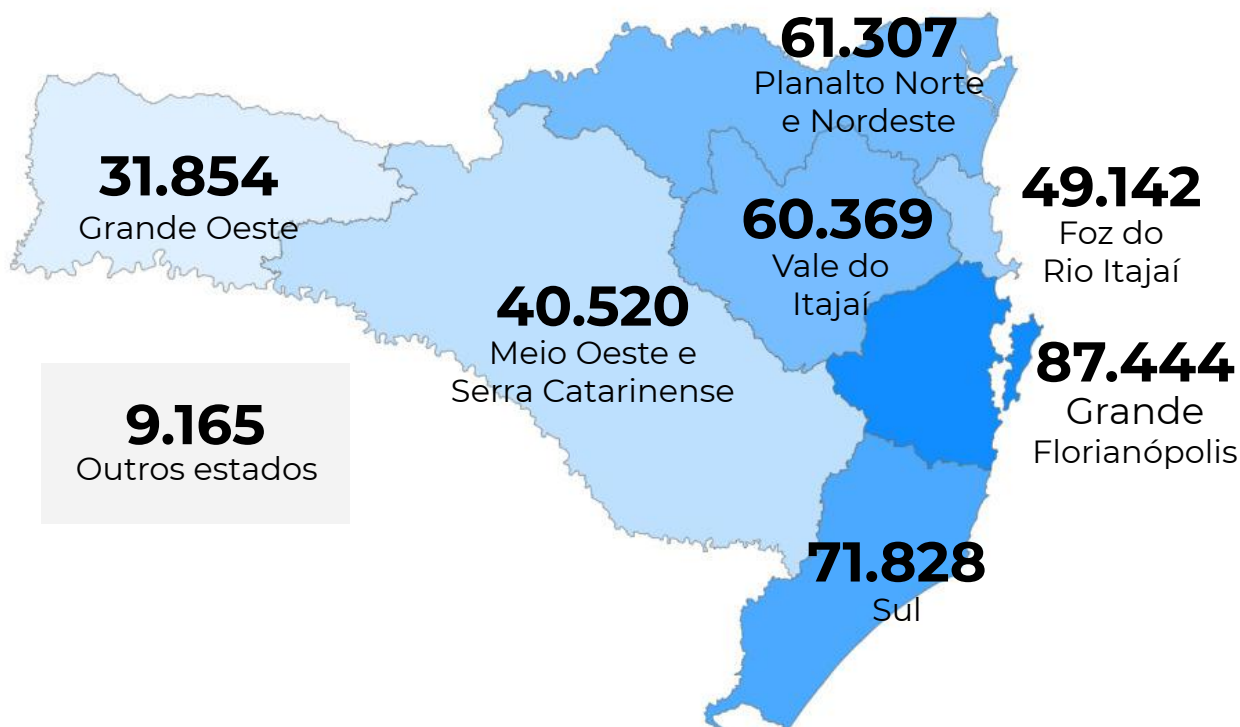 61.307
Planalto Norte
e Nordeste
31.854
Grande Oeste
49.142
Foz do
Rio Itajaí
60.369
Vale do
Itajaí
40.520
Meio Oeste e
Serra Catarinense
87.444
Grande
Florianópolis
9.165
Outros estados
71.828
Sul